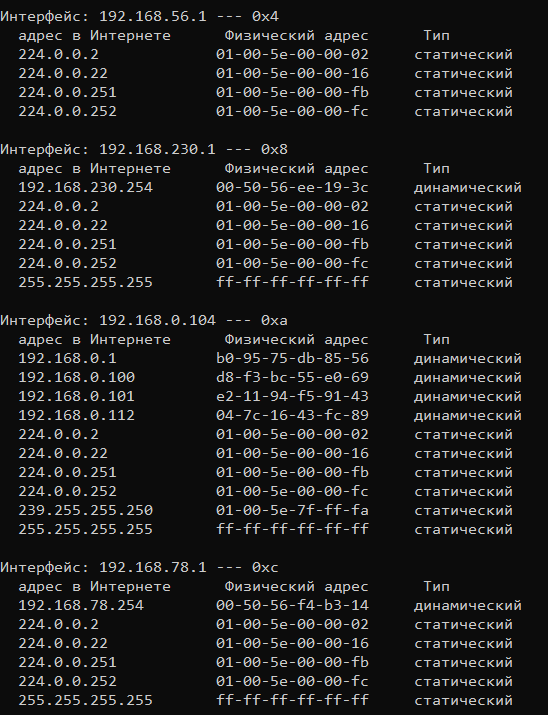 Интерфейс: 192.168.56.1 --- 0x4
адрес в Интернете Физический адрес Тип
224.0.0.2 01-00-5e-00-00-02 статический
224.0.0.22 01-00-5e-00-00-16 статический
224.0.0.251 01-00-5e-00-00-fb статический
224.0.0.252 01-00-5e-00-00-fc статический
Интерфейс: 192.168.230.1 --- 0x8
адрес в Интернете Физический адрес Тип
192.168.230.254 00-50-56-ee-19-3c динамический
224.0.0.2 01-00-5e-00-00-02 статический
224.0.0.22 01-00-5e-00-00-16 статический
224.0.0.251 01-00-5e-00-00-fb статический
224.0.0.252 01-00-5e-00-00-fc статический
255.255.255.255 ff-ff-ff-ff-ff-ff статический
Интерфейс: 192.168.0.104 --- 0xa
адрес в Интернете Физический адрес Тип
192.168.0.1 b0-95-75-db-85-56 динамический
192.168.0.100 d8-f3-bc-55-e0-69 динамический
192.168.0.101 e2-11-94-f5-91-43 динамический
192.168.0.112 04-7c-16-43-fc-89 динамический
224.0.0.2 01-00-5e-00-00-02 статический
224.0.0.22 01-00-5e-00-00-16 статический
224.0.0.251 01-00-5e-00-00-fb статический
224.0.0.252 01-00-5e-00-00-fc статический
239.255.255.250 01-00-5e-7f-ff-fa статический
255.255.255.255 ff-ff-ff-ff-ff-ff статический
Интерфейс: 192.168.78.1 --- 0xc
адрес в Интернете Физический адрес Тип
192.168.78.254 00-50-56-f4-b3-14 динамический
224.0.0.2 01-00-5e-00-00-02 статический
224.0.0.22 01-00-5e-00-00-16 статический
224.0.0.251 01-00-5e-00-00-fb статический
224.0.0.252 01-00-5e-00-00-fc статический
255.255.255.255 ff-ff-ff-ff-ff-ff статический